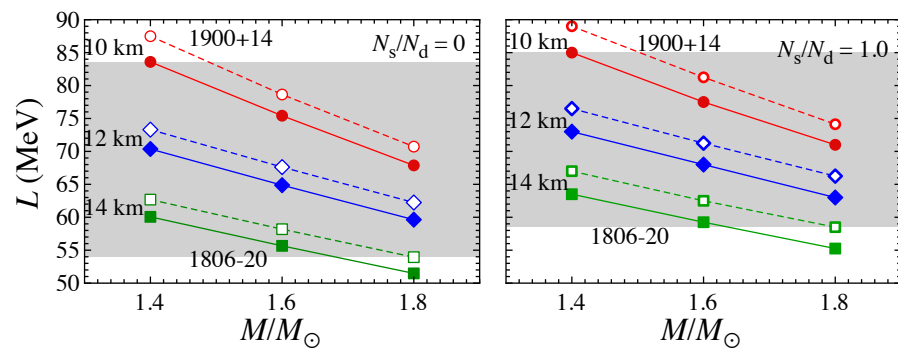 90
85
80
75
70
65
60
55
50
L (MeV)
10 km
1900+14
N_s/N_d = 0
12 km
14 km
1806-20
1.4
1.6
1.8
M/M_⊙
10 km
1900+14
N_s/N_d = 1.0
12 km
14 km
1806-20
1.4
1.6
1.8
M/M_⊙